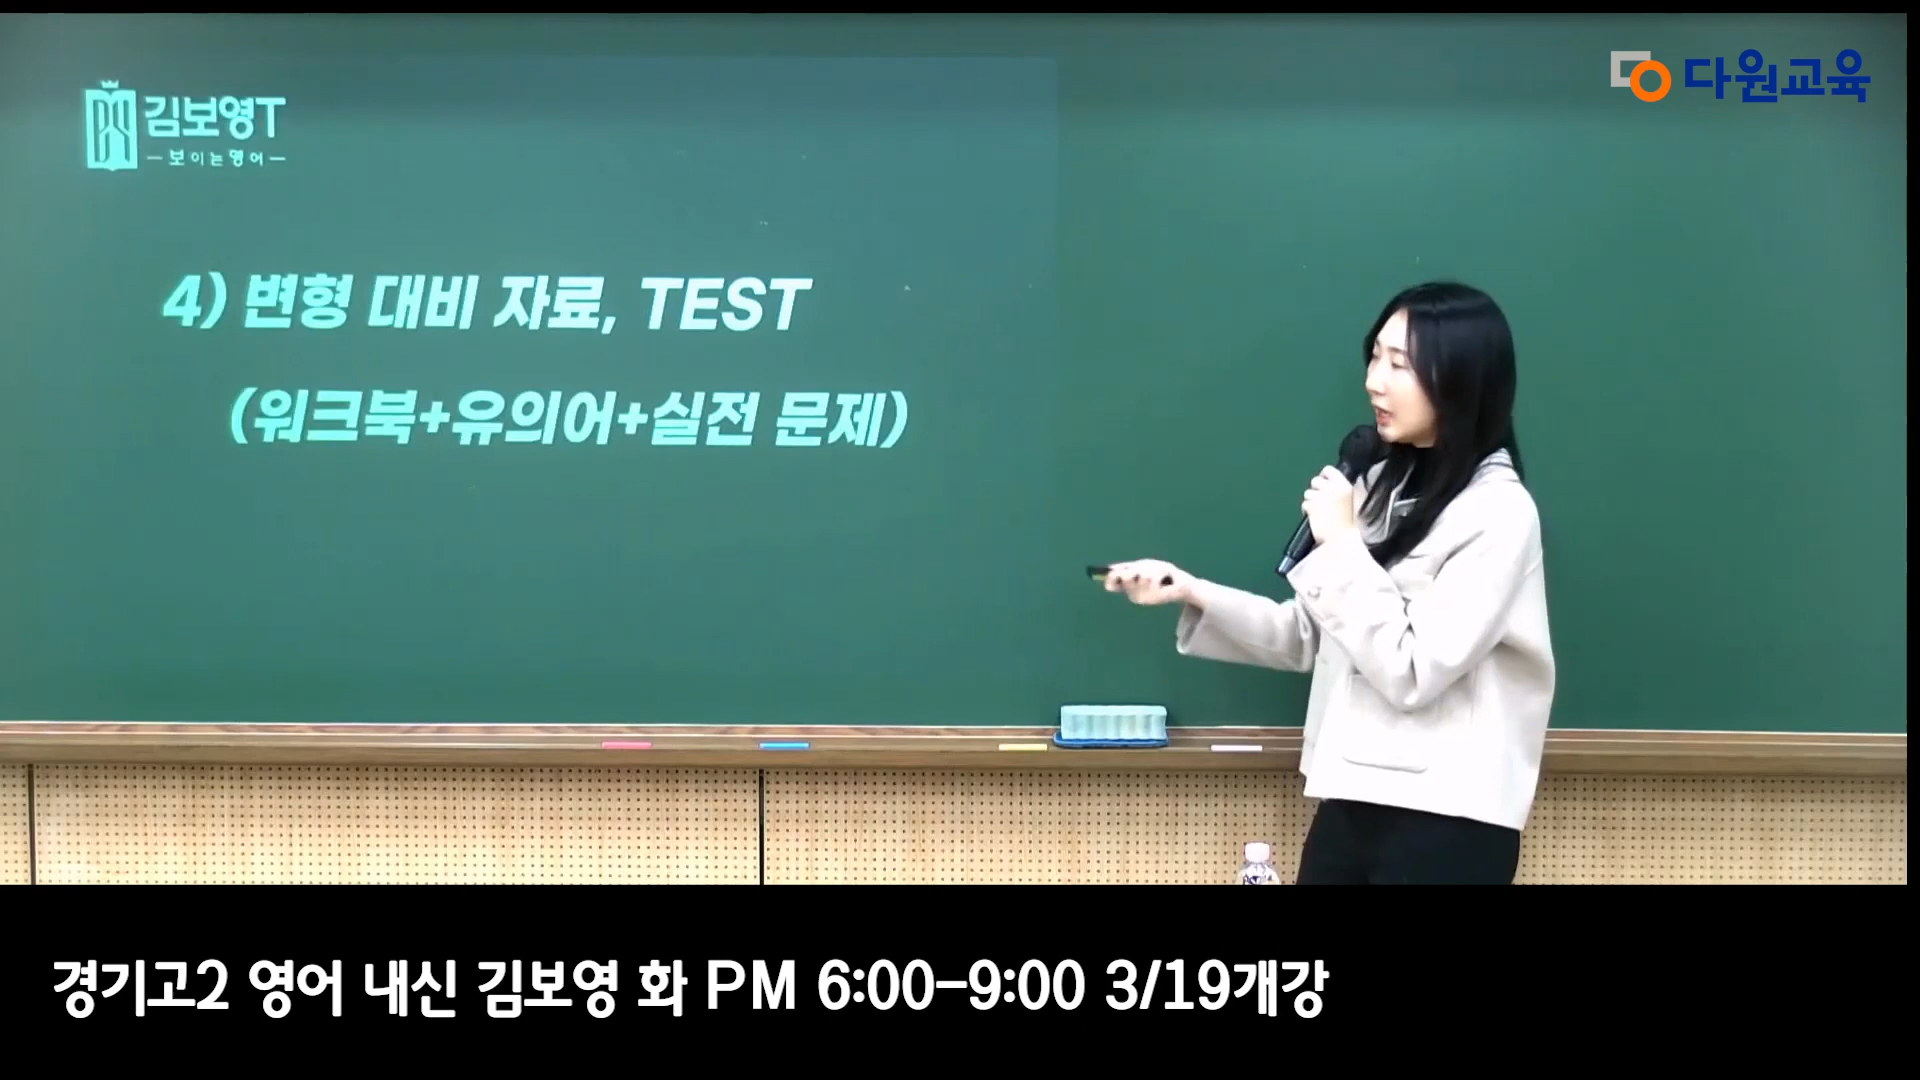 다원교육
김보영T
보이는영어
4) 변형 대비 자료, TEST
(워크북+유의어+실전 문제)
경기고2 영어 내신 김보영 화 PM 6:00-9:00 3/19개강